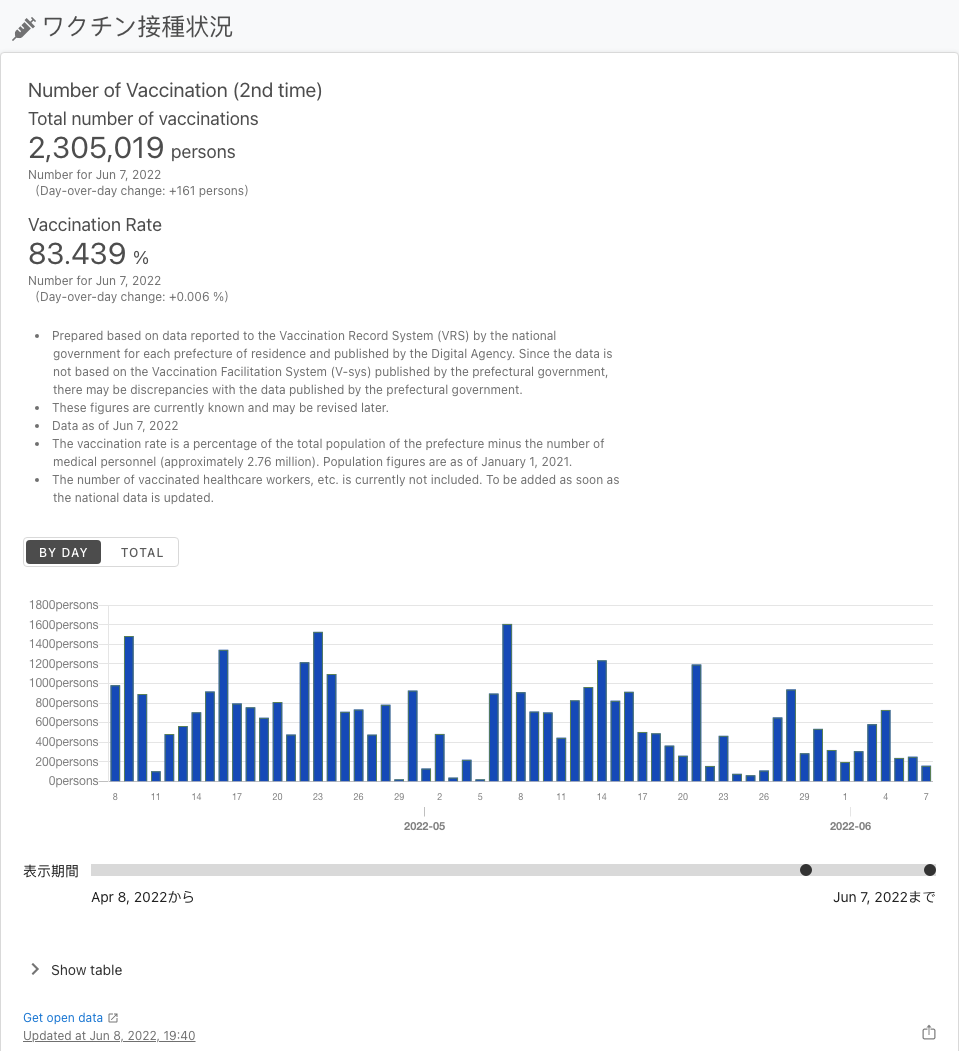 ワクチン接種状況
Number of Vaccination (2nd time)
Total number of vaccinations
2,305,019 persons
Number for Jun 7, 2022
(Day-over-day change: +161 persons)
Vaccination Rate
83.439 %
Number for Jun 7, 2022
(Day-over-day change: +0.006 %)
• Prepared based on data reported to the Vaccination Record System (VRS) by the national
government for each prefecture of residence and published by the Digital Agency. Since the data is
not based on the Vaccination Facilitation System (V-sys) published by the prefectural government,
there may be discrepancies with the data published by the prefectural government.
• These figures are currently known and may be revised later.
• Data as of Jun 7, 2022
• The vaccination rate is a percentage of the total population of the prefecture minus the number of
medical personnel (approximately 2.76 million). Population figures are as of January 1, 2021.
• The number of vaccinated healthcare workers, etc. is currently not included. To be added as soon as
the national data is updated.
BY DAY TOTAL
1800persons
1600persons
1400persons
1200persons
1000persons
800persons
600persons
400persons
200persons
0persons
8 11 14 17 20 23 26 29 2 5 8 11 14 17 20 23 26 29 1 4 7
2022-05 2022-06
表示期間
Apr 8, 2022から Jun 7, 2022まで
Show table
Get open data
Updated at Jun 8, 2022, 19:40